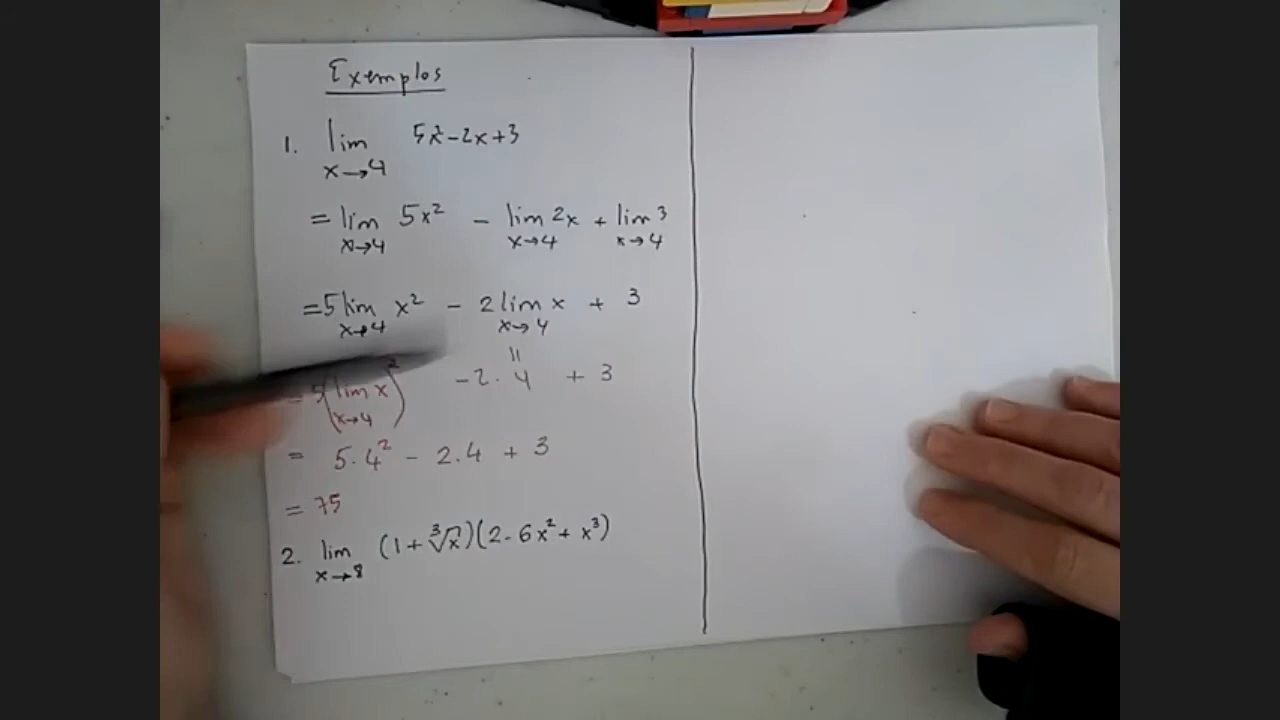 Exemplos
1. lim 5x²-2x+3
x→4
= lim 5x² - lim 2x + lim 3
x→4 x→4 x→4
=5 lim x² - 2 lim x + 3
x→4 x→4
=
= 5(lim x)² -2. 4 + 3
x→4
= 5.4² - 2.4 + 3
= 75
2. lim (1+∛x)(2-6x²+x³)
x→8